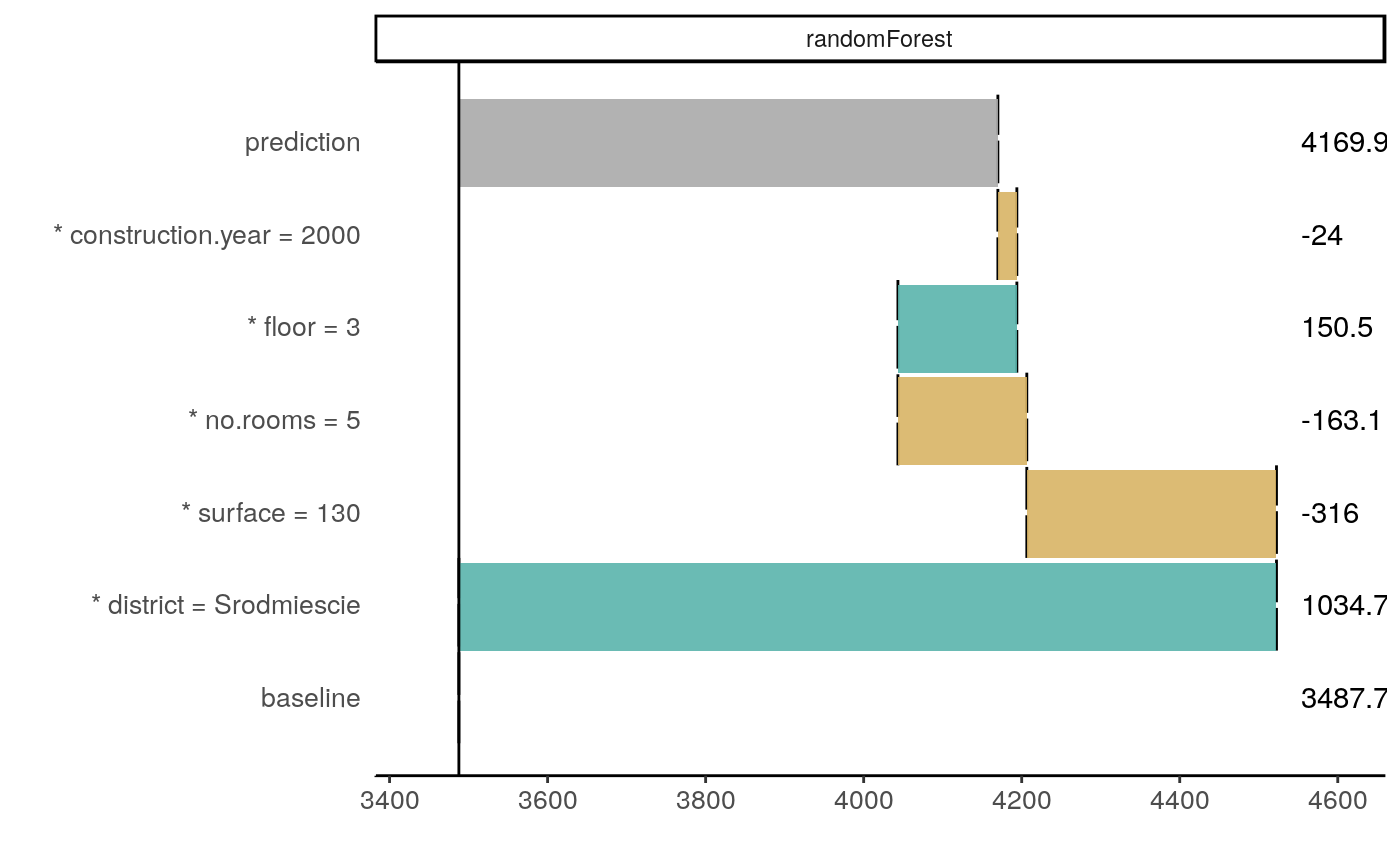 randomForest
prediction 4169.9
* construction.year = 2000 -24
* floor = 3 150.5
* no.rooms = 5 -163.1
* surface = 130 -316
* district = Srodmiescie 1034.7
baseline 3487.7
3400 3600 3800 4000 4200 4400 4600